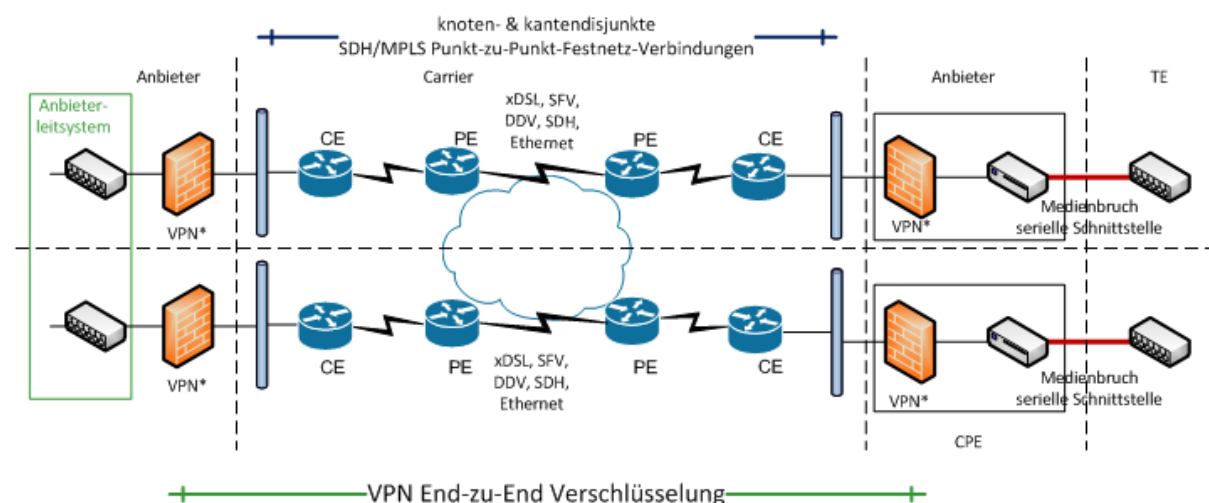 knoten- & kantendisjunkte
SDH/MPLS Punkt-zu-Punkt-Festnetz-Verbindungen
Anbieter
Carrier
Anbieter
TE
Anbieter-
leitsystem
xDSL, SFV,
DDV, SDH,
Ethernet
CE
PE
PE
CE
VPN*
VPN*
Medienbruch
serielle Schnittstelle
CE
PE
PE
CE
xDSL, SFV,
DDV, SDH,
Ethernet
VPN*
VPN*
Medienbruch
serielle Schnittstelle
CPE
VPN End-zu-End Verschlüsselung